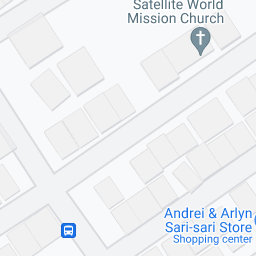 Satellite World
Mission Church
Andrei & Arlyn
Sari-sari Store
Shopping center